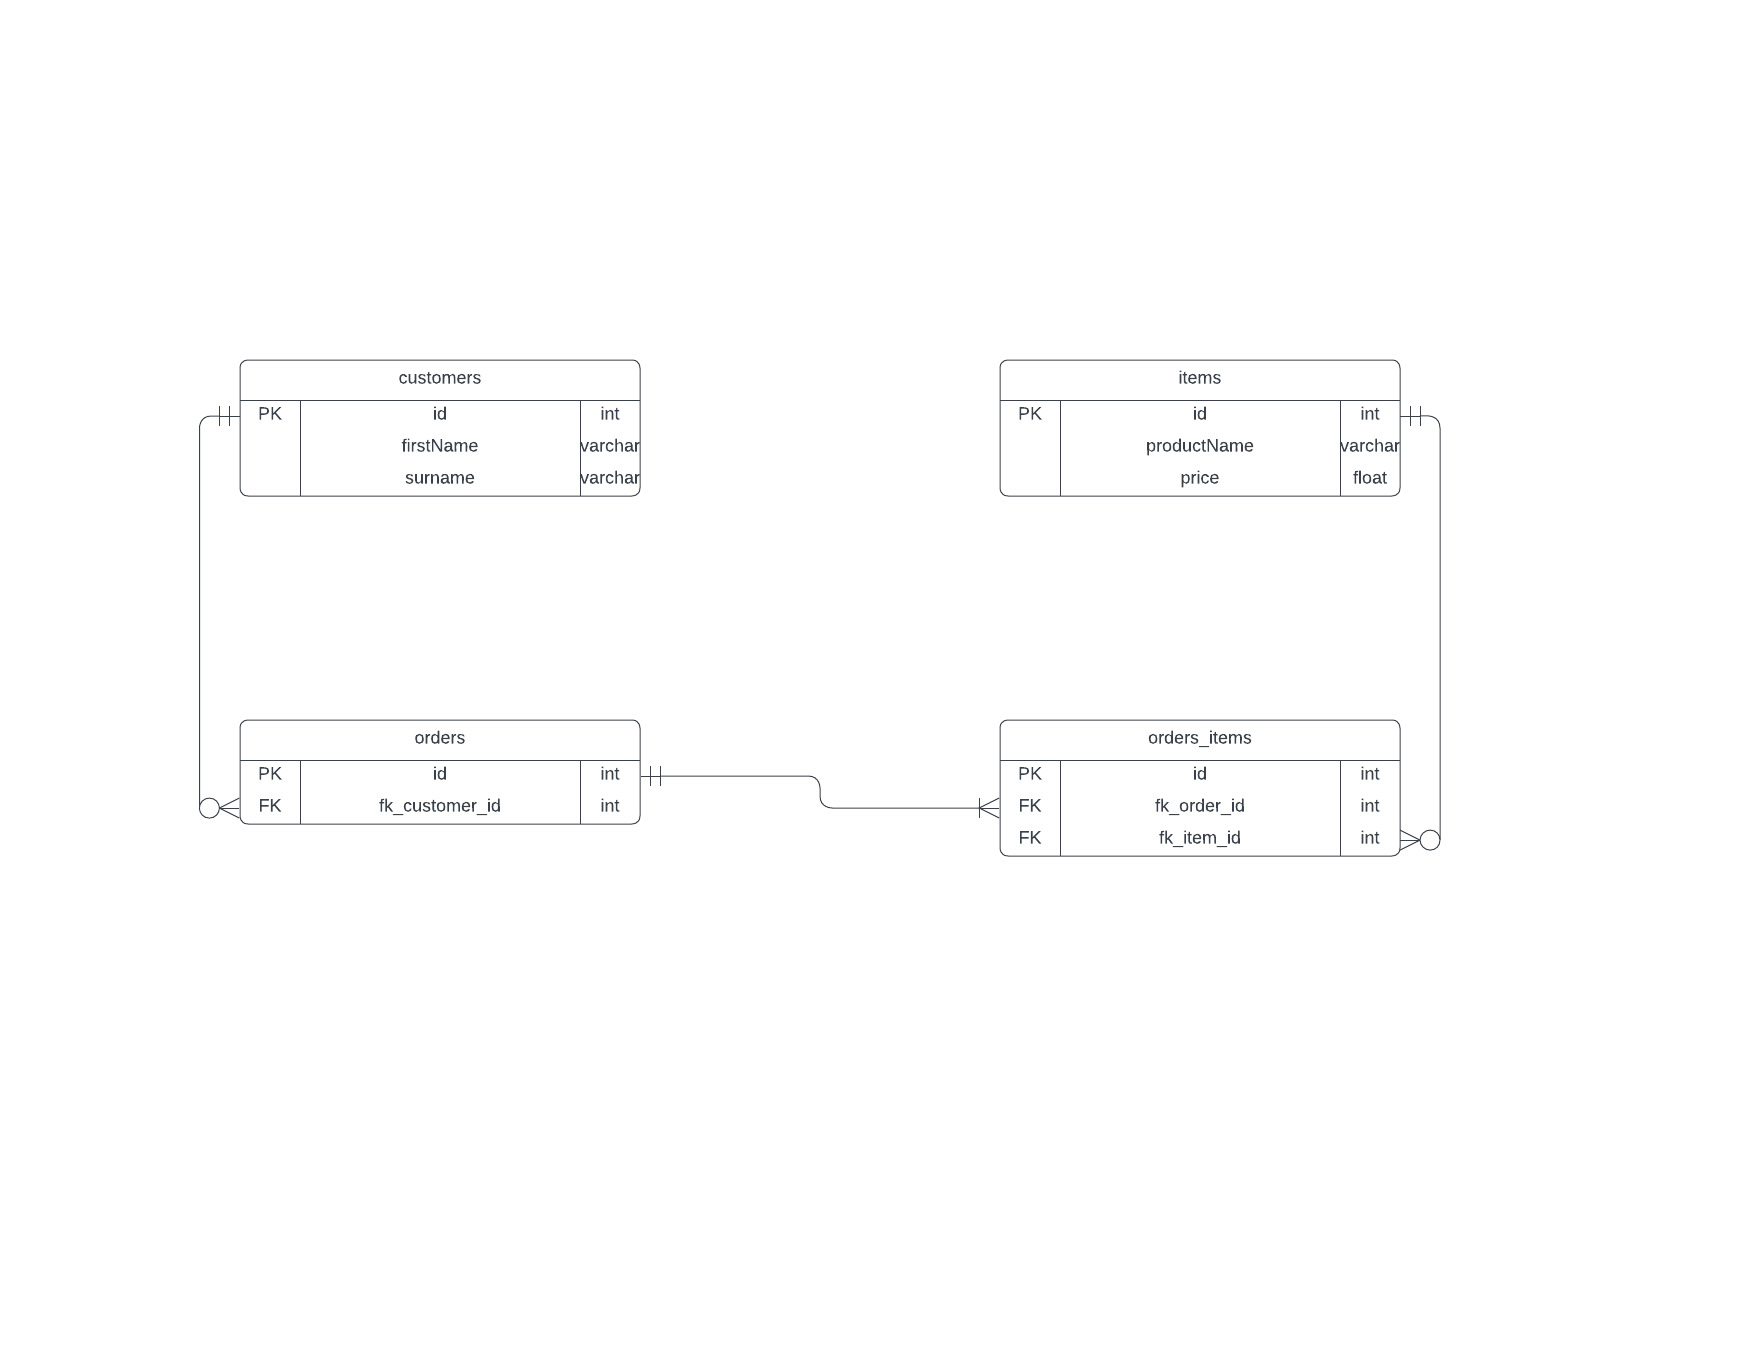 customers
PK id int
firstName varchar
surname varchar
items
PK id int
productName varchar
price float
orders
PK id int
FK fk_customer_id int
orders_items
PK id int
FK fk_order_id int
FK fk_item_id int